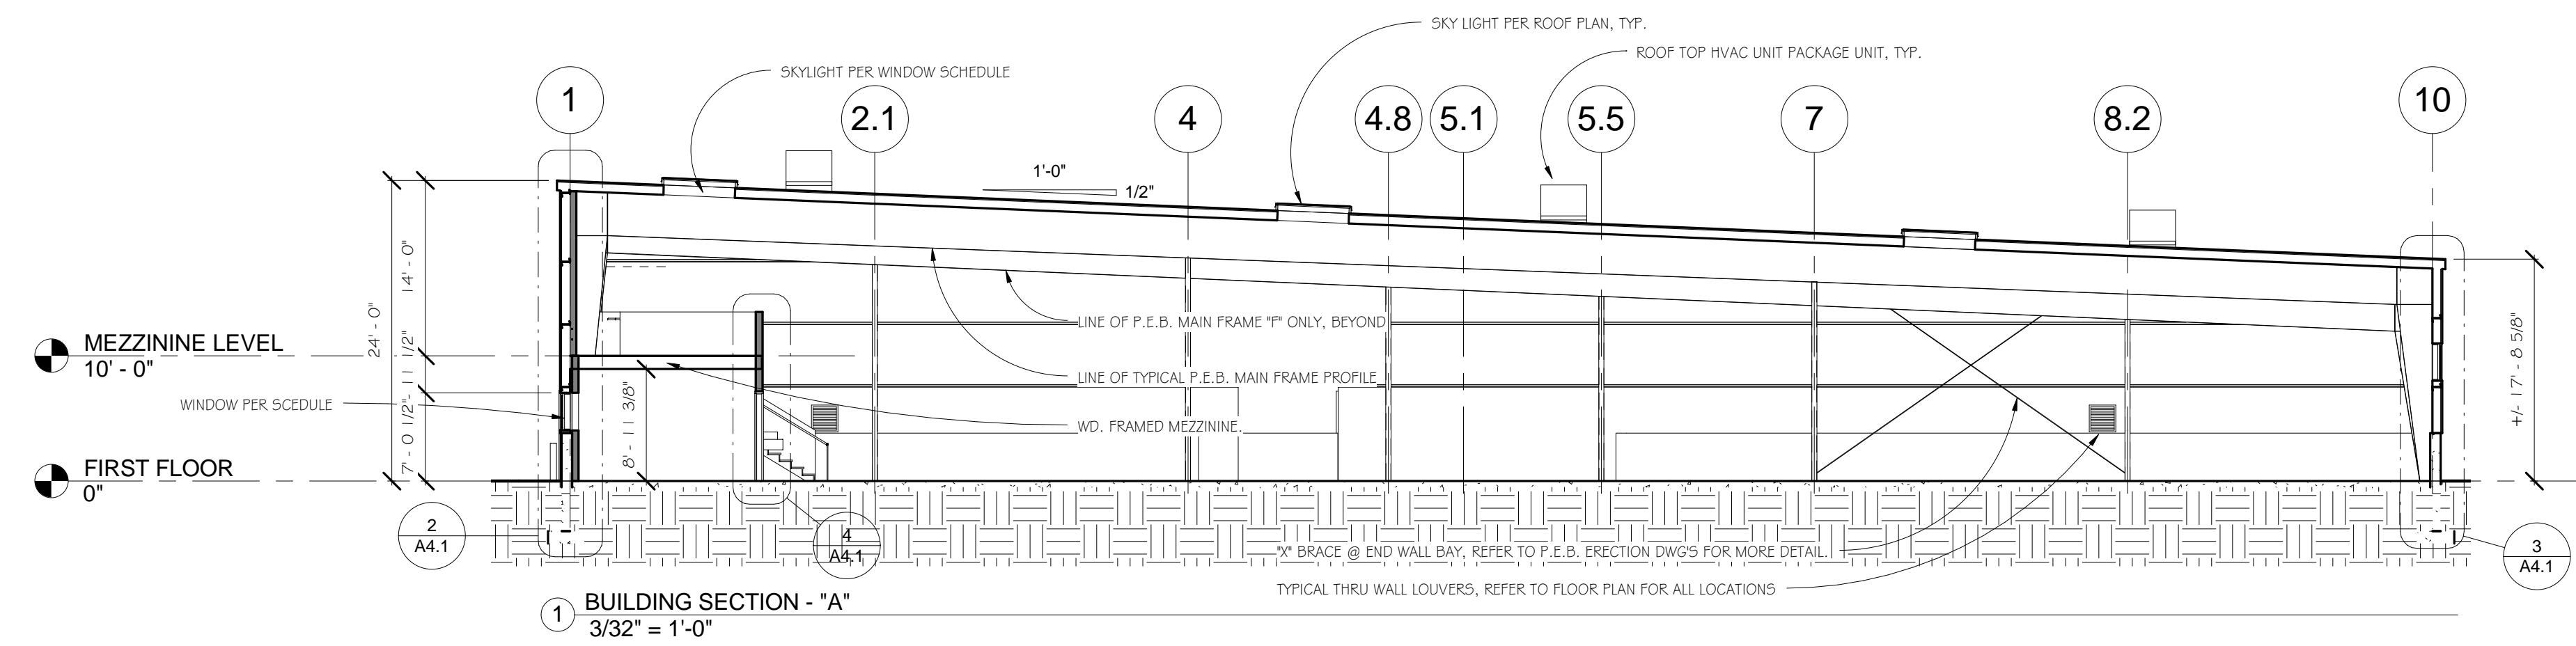 SKY LIGHT PER ROOF PLAN, TYP.
ROOF TOP HVAC UNIT PACKAGE UNIT, TYP.
SKYLIGHT PER WINDOW SCHEDULE
1
2.1
4
4.8
5.1
5.5
7
8.2
10
1'-0"
1/2"
24' - 0"
14' - 0"
2' - 11 1/2"
7' - 0 1/2"
8' - 11 3/8"
+/- 17' - 8 5/8"
LINE OF P.E.B. MAIN FRAME "F" ONLY, BEYOND
MEZZININE LEVEL
10' - 0"
LINE OF TYPICAL P.E.B. MAIN FRAME PROFILE
WINDOW PER SCEDULE
WD. FRAMED MEZZININE.
FIRST FLOOR
0"
2
A4.1
4
A4.1
3
A4.1
"X" BRACE @ END WALL BAY, REFER TO P.E.B. ERECTION DWG'S FOR MORE DETAIL.
TYPICAL THRU WALL LOUVERS, REFER TO FLOOR PLAN FOR ALL LOCATIONS
1
BUILDING SECTION - "A"
3/32" = 1'-0"